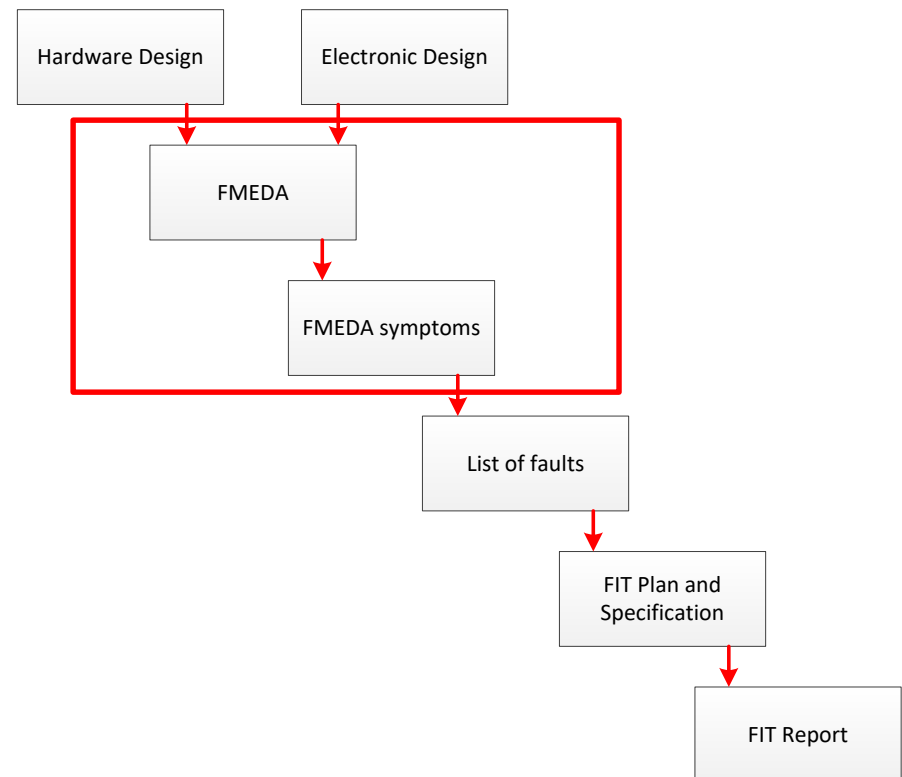 Hardware Design
Electronic Design
FMEDA
FMEDA symptoms
List of faults
FIT Plan and
Specification
FIT Report